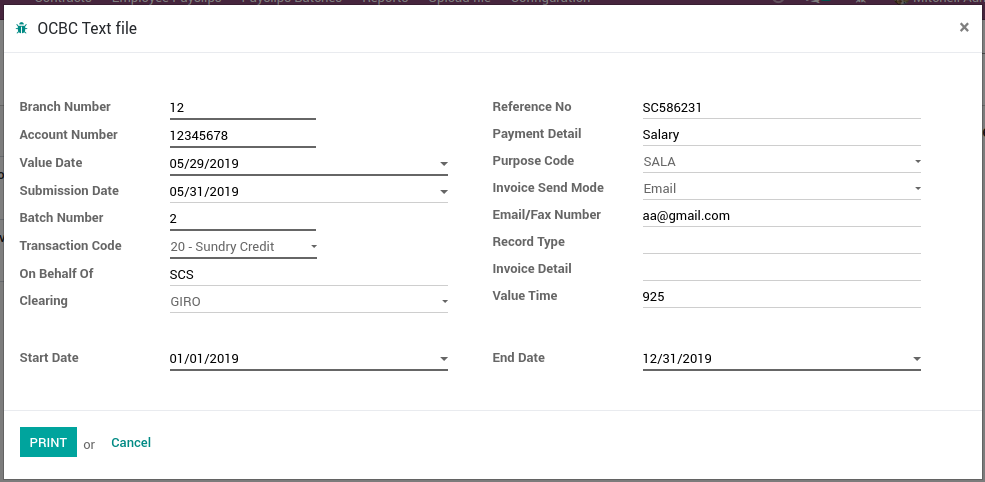 OCBC Text file ×
Branch Number 12
Account Number 12345678
Value Date 05/29/2019
Submission Date 05/31/2019
Batch Number 2
Transaction Code 20 - Sundry Credit
On Behalf Of SCS
Clearing GIRO
Reference No SC586231
Payment Detail Salary
Purpose Code SALA
Invoice Send Mode Email
Email/Fax Number aa@gmail.com
Record Type
Invoice Detail
Value Time 925
Start Date 01/01/2019
End Date 12/31/2019
PRINT or Cancel